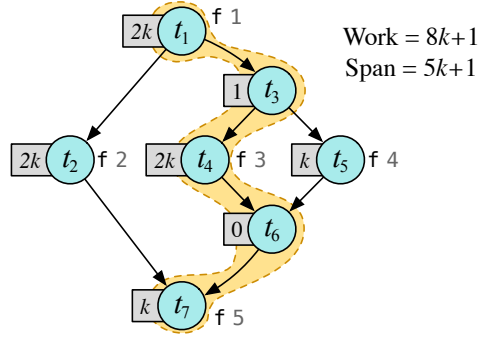 2k t₁ f 1
Work = 8k+1
Span = 5k+1
1 t₃
2k t₂ f 2
2k t₄ f 3
k t₅ f 4
0 t₆
k t₇ f 5